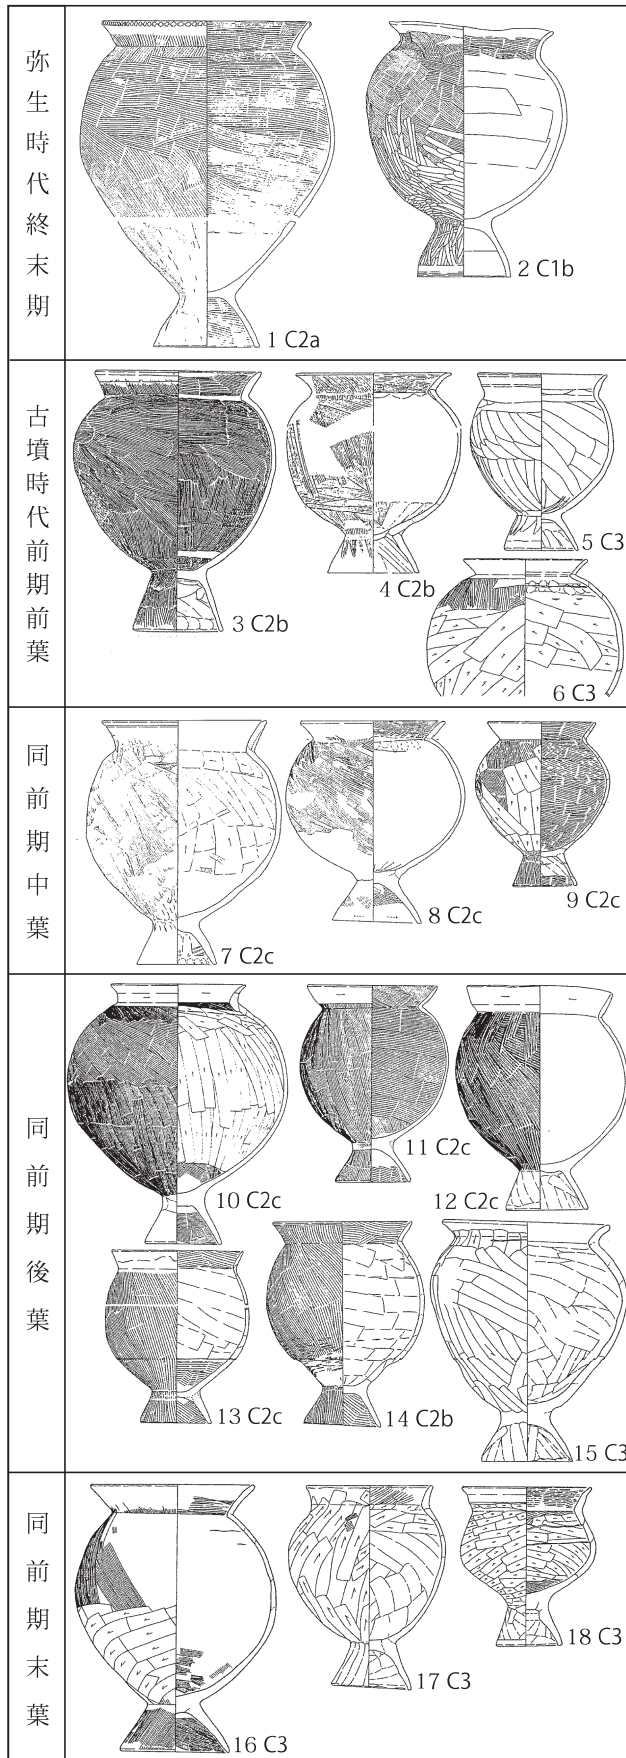 弥生時代終末期
1 C2a
2 C1b
古墳時代前期前葉
3 C2b
4 C2b
5 C3
6 C3
同前期中葉
7 C2c
8 C2c
9 C2c
同前期後葉
10 C2c
11 C2c
12 C2c
13 C2c
14 C2b
15 C3
同前期末葉
16 C3
17 C3
18 C3